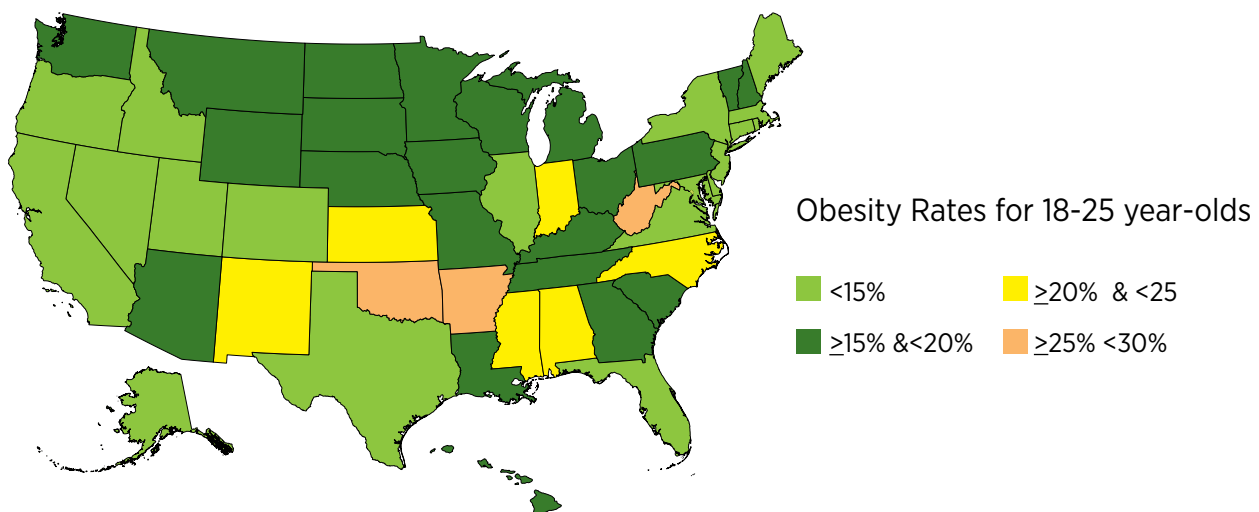 Obesity Rates for 18-25 year-olds
<15% ≥20% & <25
≥15% &<20% ≥25% <30%